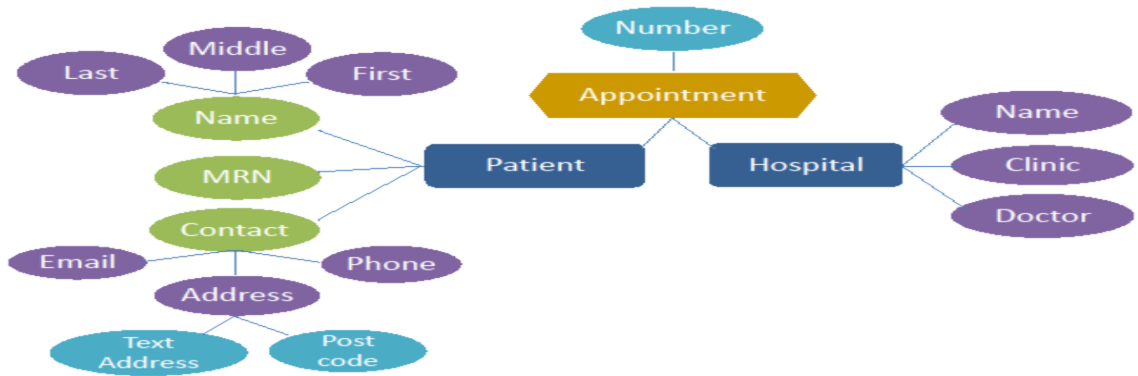 Number
Middle
Last
First
Appointment
Name
Name
Patient
Hospital
Clinic
MRN
Doctor
Contact
Email
Phone
Address
Text
Address
Post
code